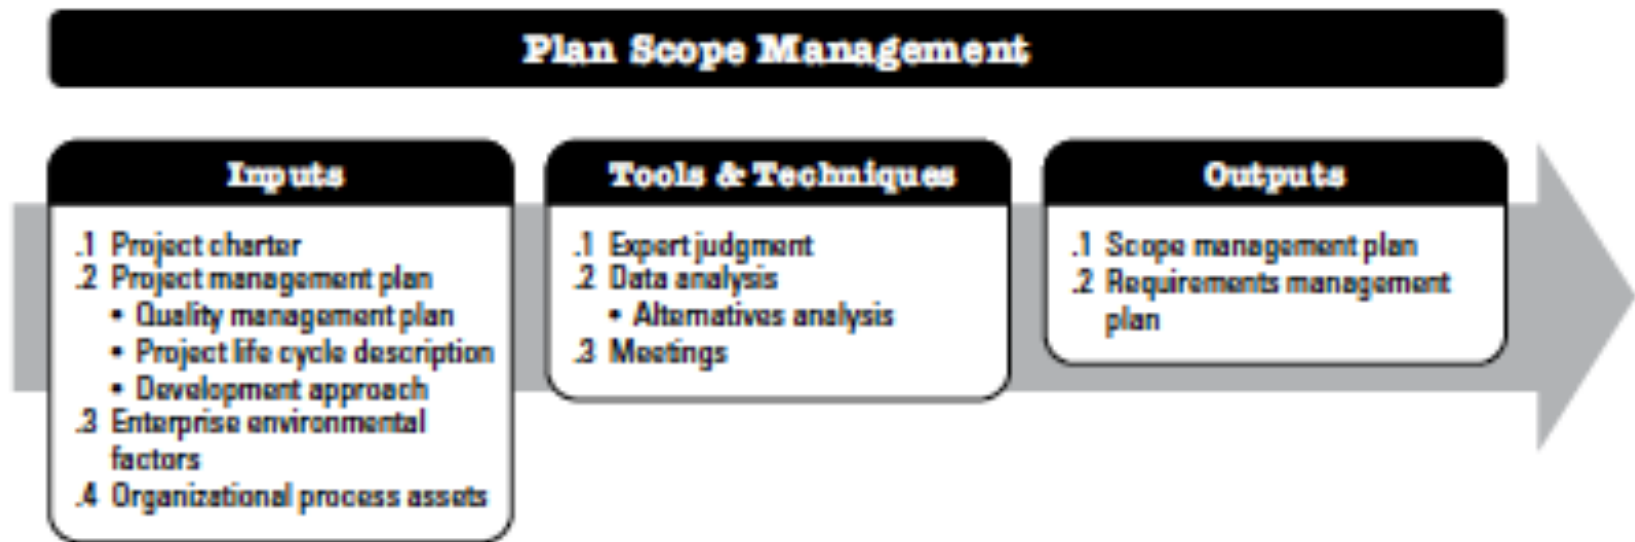 Plan Scope Management
Inputs
.1 Project charter
.2 Project management plan
• Quality management plan
• Project life cycle description
• Development approach
.3 Enterprise environmental
factors
.4 Organizational process assets
Tools & Techniques
.1 Expert judgment
.2 Data analysis
• Alternatives analysis
.3 Meetings
Outputs
.1 Scope management plan
.2 Requirements management
plan